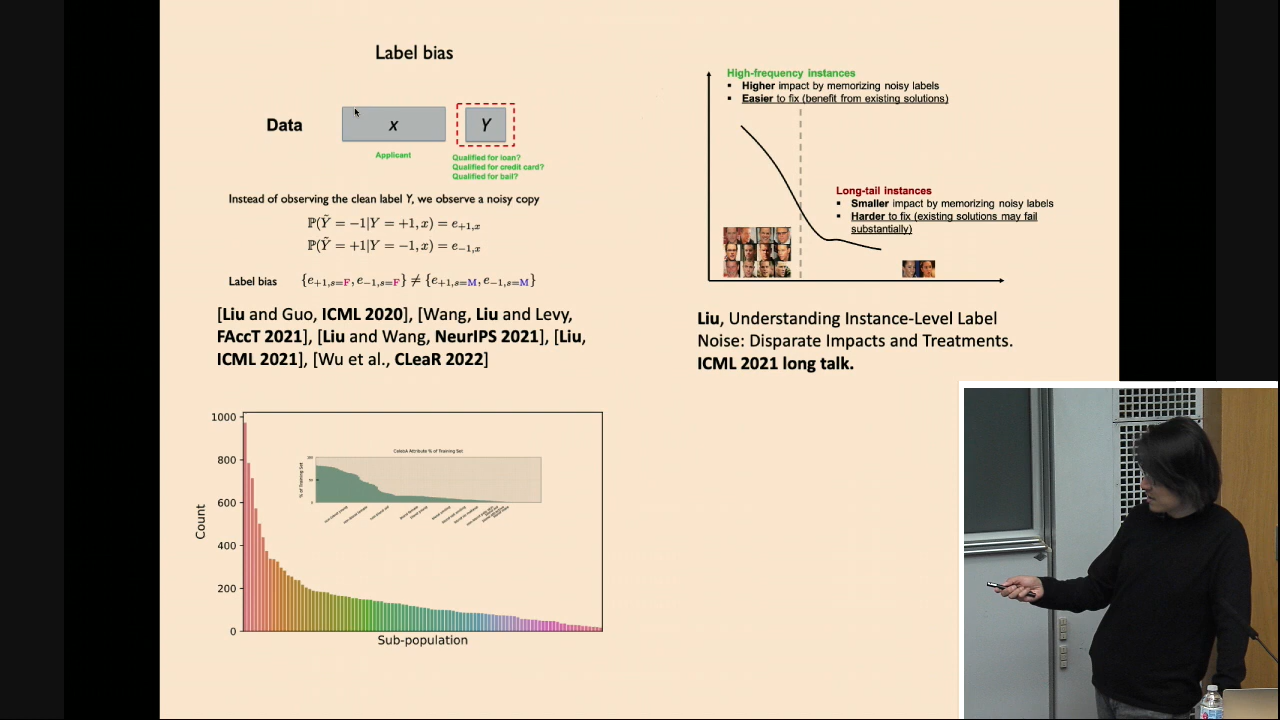 Label bias
Data
x
Y
Applicant
Qualified for loan?
Qualified for credit card?
Qualified for bail?
Instead of observing the clean label Y, we observe a noisy copy
ℙ(Ỹ = −1|Y = +1, x) = e₊₁,ₓ
ℙ(Ỹ = +1|Y = −1, x) = e₋₁,ₓ
Label bias {e₊₁,s=F, e₋₁,s=F} ≠ {e₊₁,s=M, e₋₁,s=M}
[Liu and Guo, ICML 2020], [Wang, Liu and Levy,
FAccT 2021], [Liu and Wang, NeurIPS 2021], [Liu,
ICML 2021], [Wu et al., CLeaR 2022]
High-frequency instances
▪ Higher impact by memorizing noisy labels
▪ Easier to fix (benefit from existing solutions)
Long-tail instances
▪ Smaller impact by memorizing noisy labels
▪ Harder to fix (existing solutions may fail
substantially)
Liu, Understanding Instance-Level Label
Noise: Disparate Impacts and Treatments.
ICML 2021 long talk.
1000
800
600
400
200
0
Count
Sub-population
CelebA Attribute % of Training Set
% of Training Set